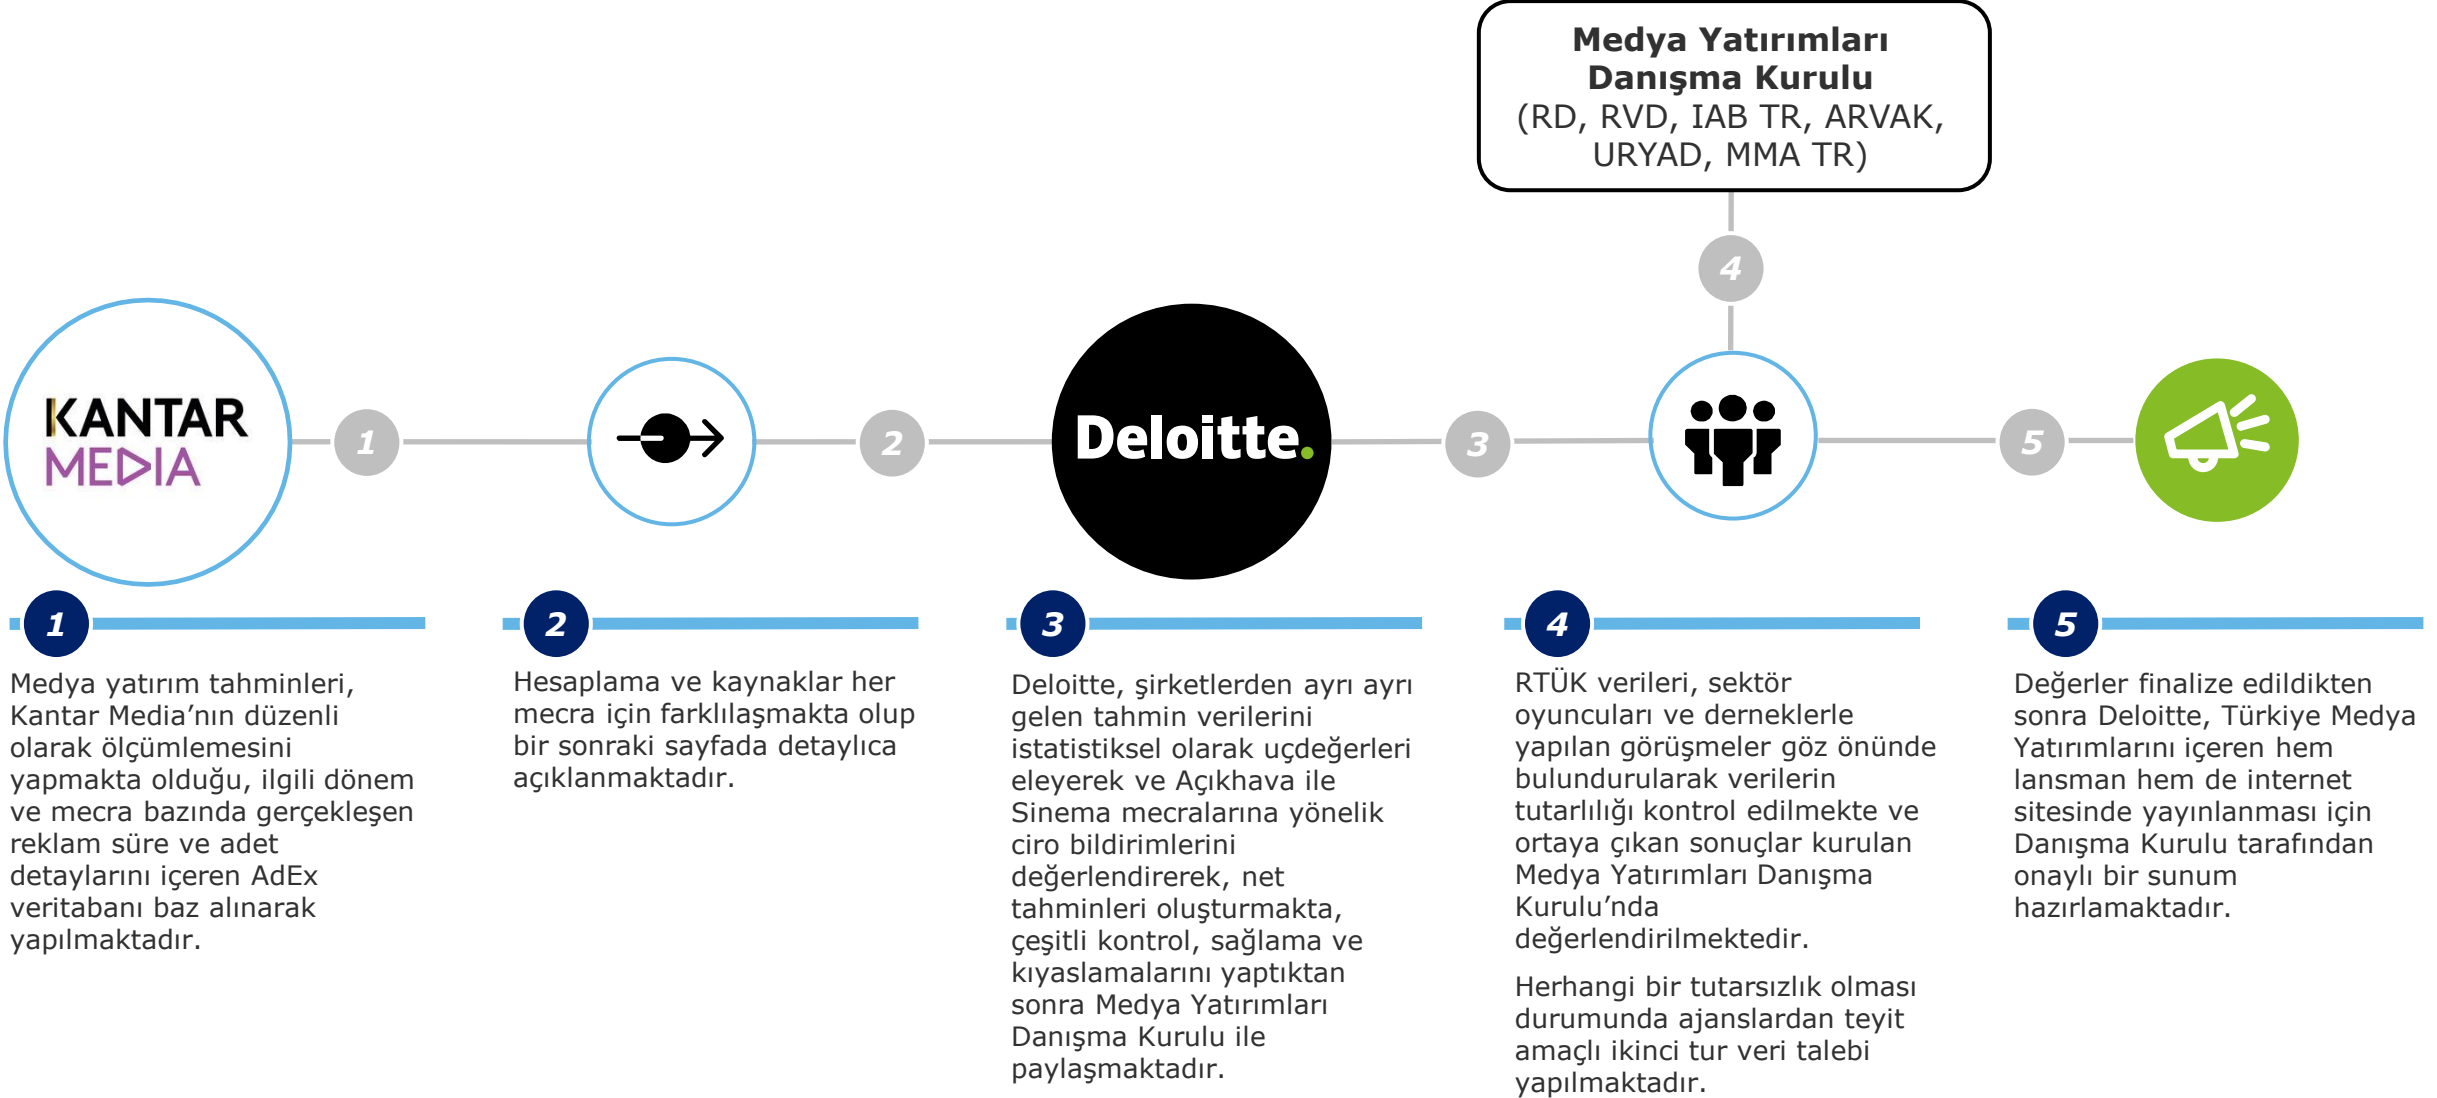 Medya Yatırımları
Danışma Kurulu
(RD, RVD, IAB TR, ARVAK,
URYAD, MMA TR)
4
KANTAR
MEDIA
1
2
Deloitte.
3
5
1
Medya yatırım tahminleri,
Kantar Media’nın düzenli
olarak ölçümlemesini
yapmakta olduğu, ilgili dönem
ve mecra bazında gerçekleşen
reklam süre ve adet
detaylarını içeren AdEx
veritabanı baz alınarak
yapılmaktadır.
2
Hesaplama ve kaynaklar her
mecra için farklılaşmakta olup
bir sonraki sayfada detaylıca
açıklanmaktadır.
3
Deloitte, şirketlerden ayrı ayrı
gelen tahmin verilerini
istatistiksel olarak uçdeğerleri
eleyerek ve Açıkhava ile
Sinema mecralarına yönelik
ciro bildirimlerini
değerlendirerek, net
tahminleri oluşturmakta,
çeşitli kontrol, sağlama ve
kıyaslamalarını yaptıktan
sonra Medya Yatırımları
Danışma Kurulu ile
paylaşmaktadır.
4
RTÜK verileri, sektör
oyuncuları ve derneklerle
yapılan görüşmeler göz önünde
bulundurularak verilerin
tutarlılığı kontrol edilmekte ve
ortaya çıkan sonuçlar kurulan
Medya Yatırımları Danışma
Kurulu’nda
değerlendirilmektedir.
Herhangi bir tutarsızlık olması
durumunda ajanslardan teyit
amaçlı ikinci tur veri talebi
yapılmaktadır.
5
Değerler finalize edildikten
sonra Deloitte, Türkiye Medya
Yatırımlarını içeren hem
lansman hem de internet
sitesinde yayınlanması için
Danışma Kurulu tarafından
onaylı bir sunum
hazırlamaktadır.